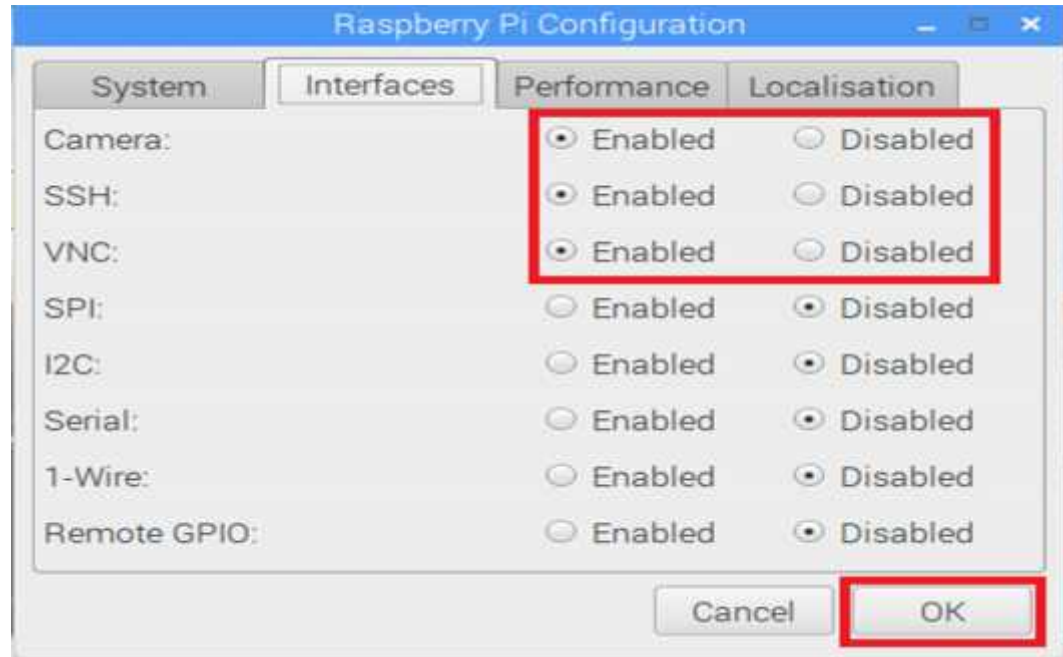 Raspberry Pi Configuration
System Interfaces Performance Localisation
Camera: Enabled Disabled
SSH: Enabled Disabled
VNC: Enabled Disabled
SPI: Enabled Disabled
I2C: Enabled Disabled
Serial: Enabled Disabled
1-Wire: Enabled Disabled
Remote GPIO: Enabled Disabled
Cancel OK